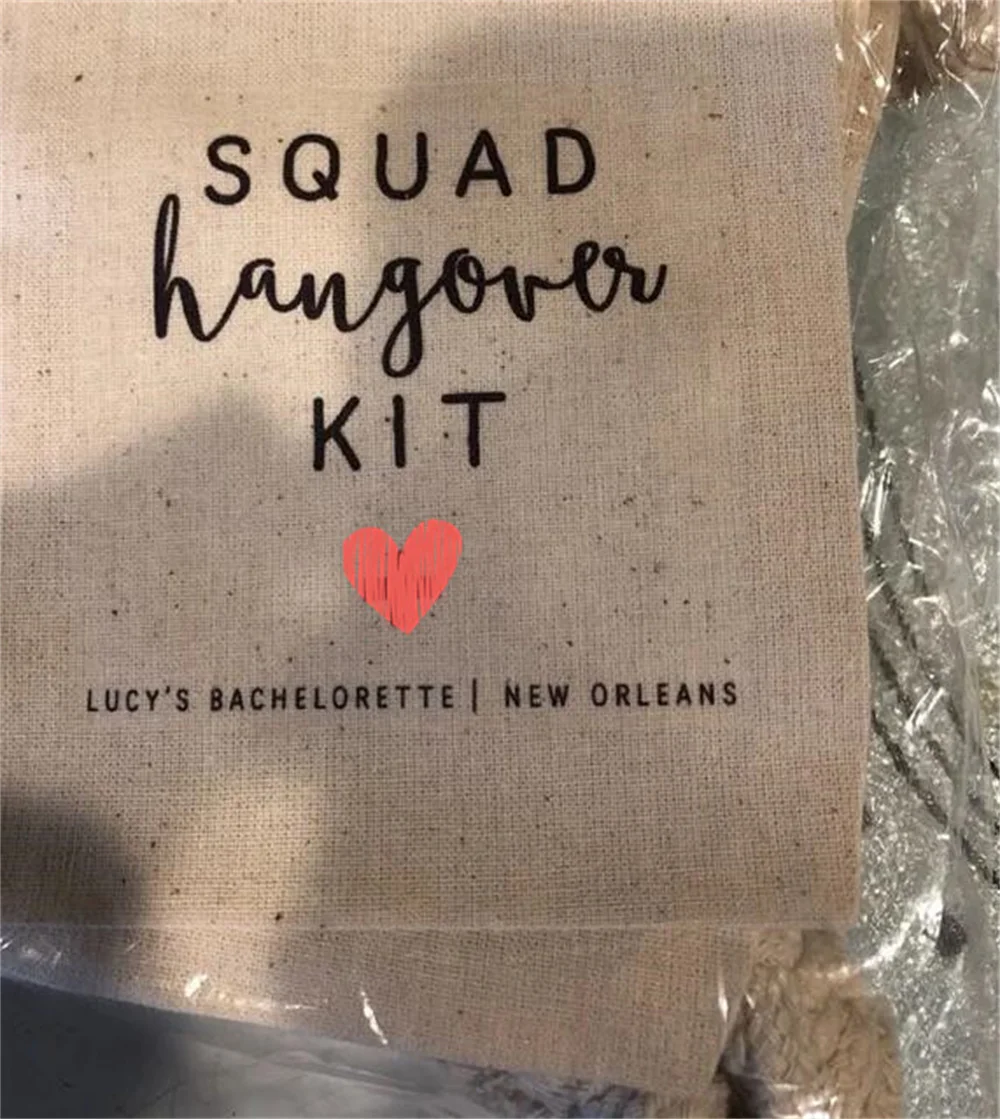 SQUAD
hangover
KIT
LUCY'S BACHELORETTE | NEW ORLEANS